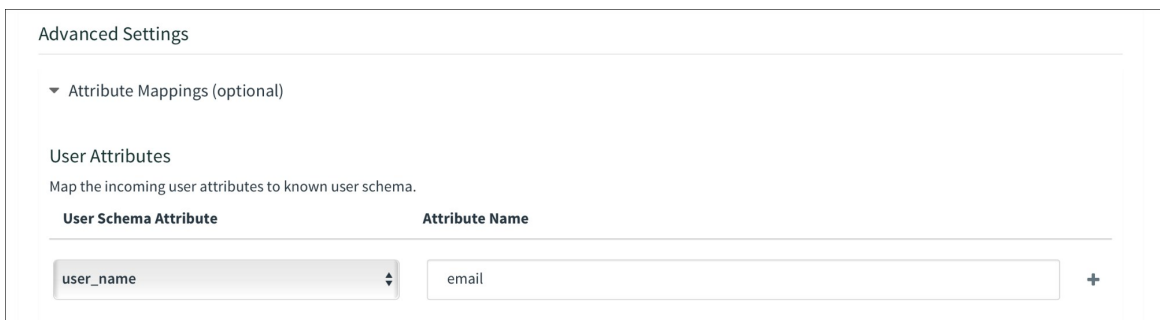 Advanced Settings
Attribute Mappings (optional)
User Attributes
Map the incoming user attributes to known user schema.
User Schema Attribute Attribute Name
user_name email